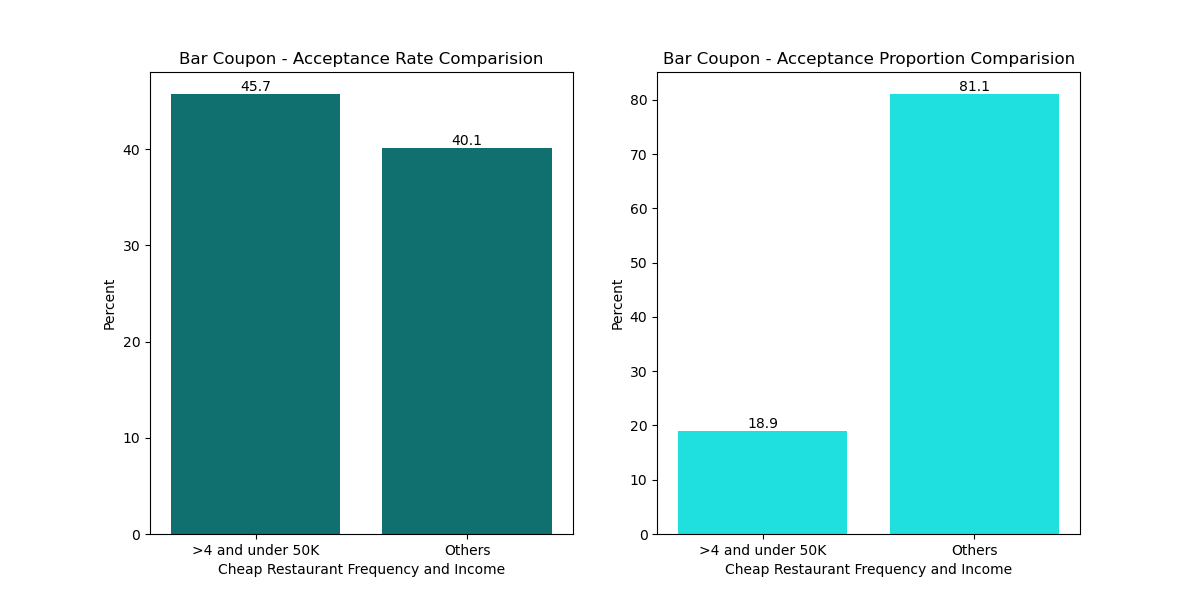 Bar Coupon - Acceptance Rate Comparision
45.7
40.1
40
30
20
10
0
Percent
>4 and under 50K
Others
Cheap Restaurant Frequency and Income
Bar Coupon - Acceptance Proportion Comparision
81.1
18.9
80
70
60
50
40
30
20
10
0
Percent
>4 and under 50K
Others
Cheap Restaurant Frequency and Income